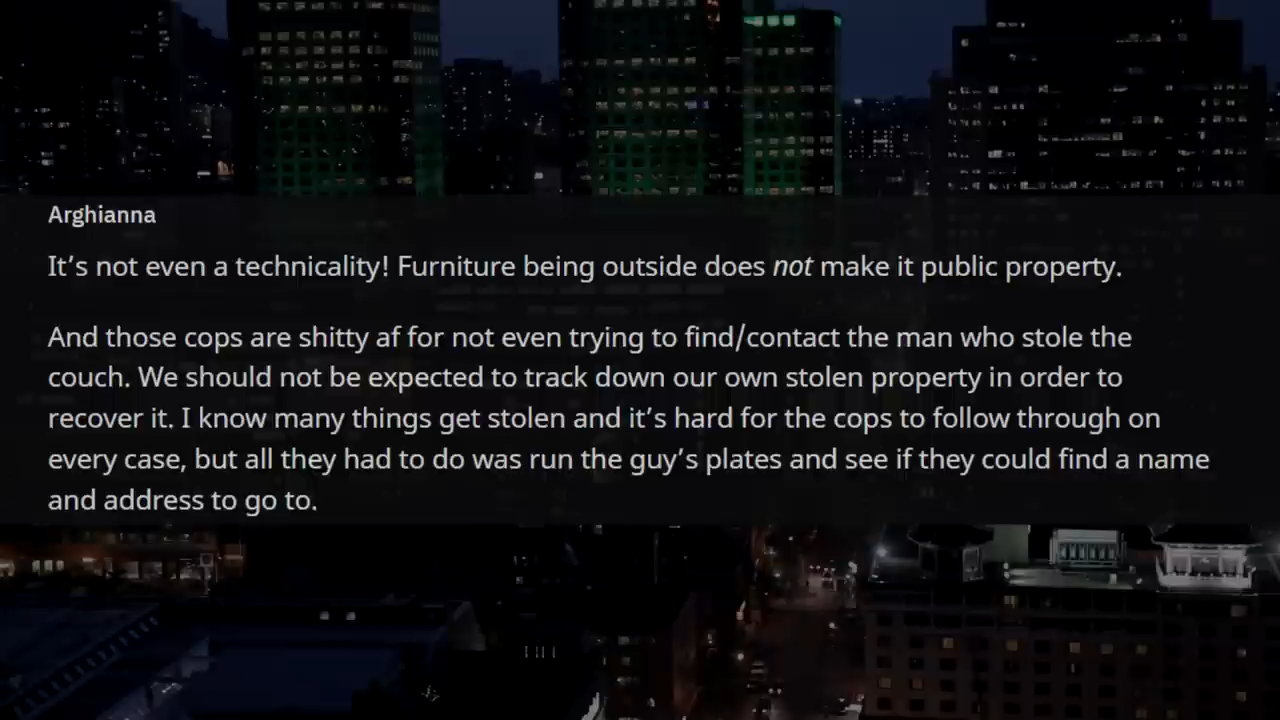 Arghianna
It’s not even a technicality! Furniture being outside does not make it public property.
And those cops are shitty af for not even trying to find/contact the man who stole the
couch. We should not be expected to track down our own stolen property in order to
recover it. I know many things get stolen and it’s hard for the cops to follow through on
every case, but all they had to do was run the guy’s plates and see if they could find a name
and address to go to.